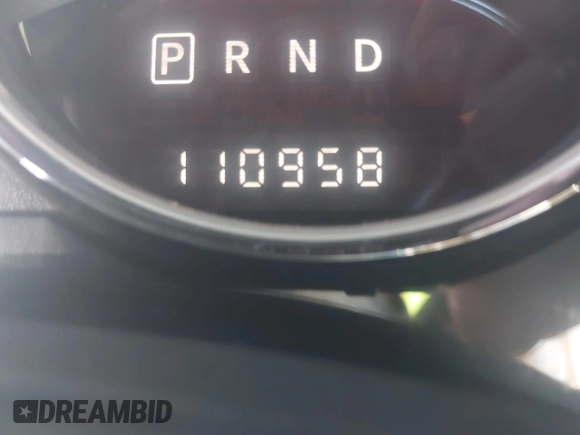 P R N D
110958
DREAMBID